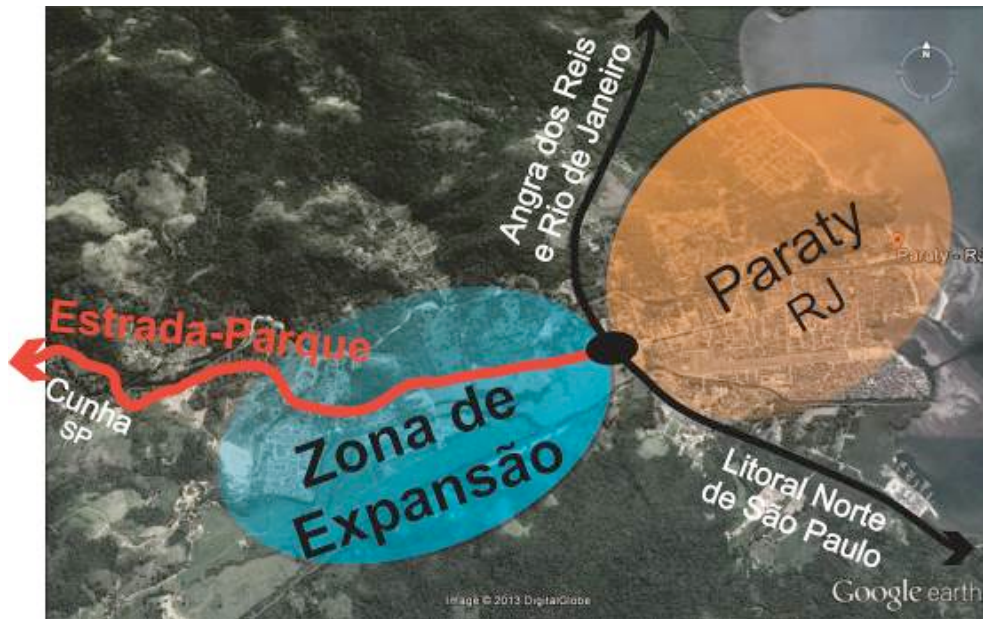 Angra dos Reis
e Rio de Janeiro
N
Paraty
RJ
Paraty - RJ
Estrada-Parque
Cunha
SP
Zona de
Expansão
Litoral Norte
de São Paulo
Image © 2013 DigitalGlobe
Google earth